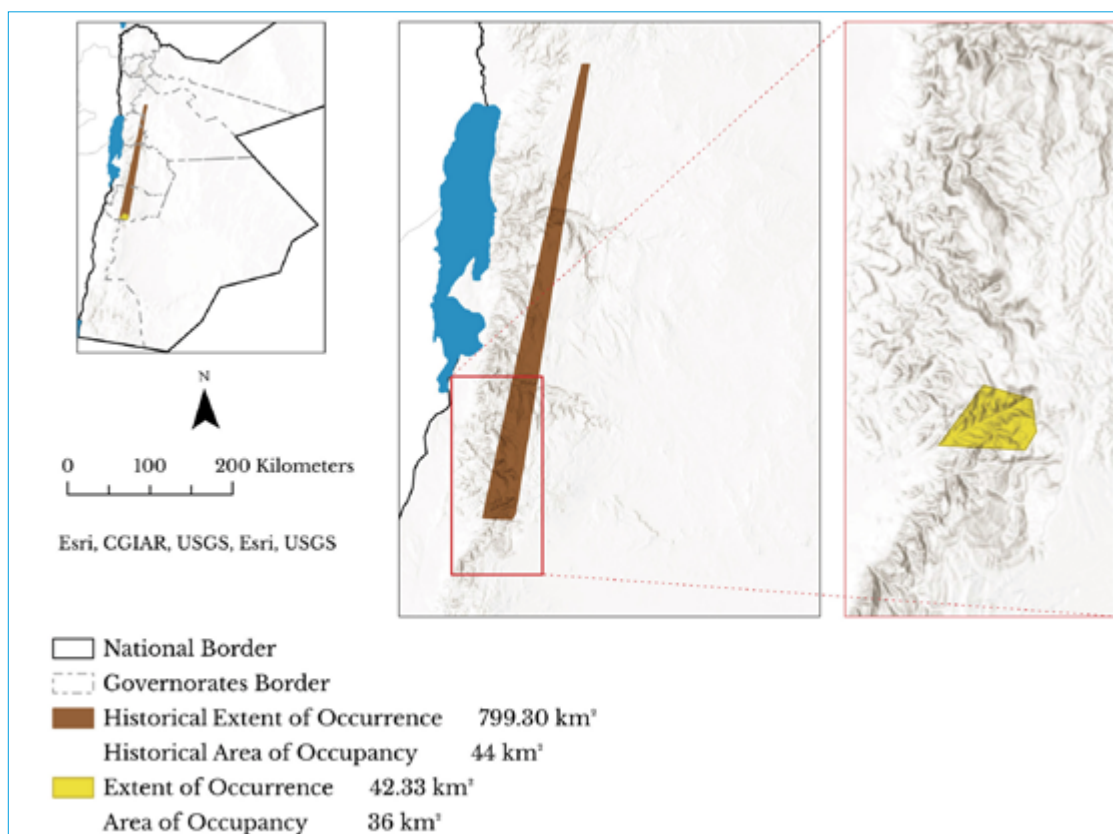 N
0 100 200 Kilometers
Esri, CGIAR, USGS, Esri, USGS
National Border
Governorates Border
Historical Extent of Occurrence 799.30 km²
Historical Area of Occupancy 44 km²
Extent of Occurrence 42.33 km²
Area of Occupancy 36 km²